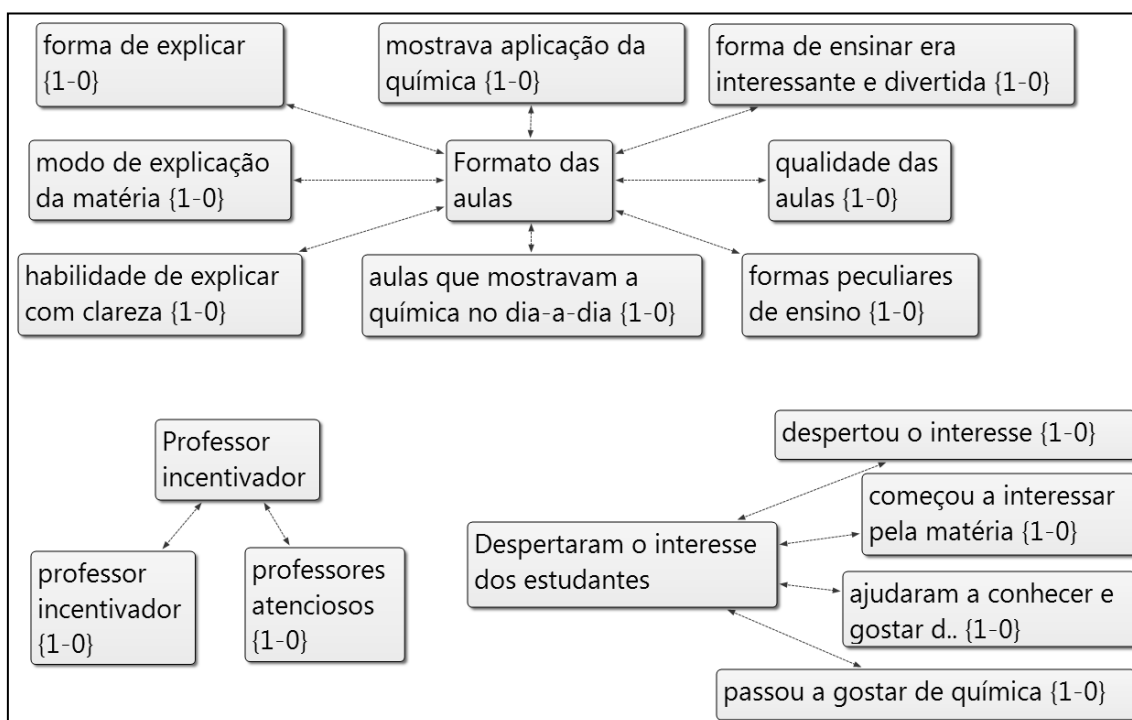 forma de explicar
{1-0}
mostrava aplicação da
química {1-0}
forma de ensinar era
interessante e divertida {1-0}
modo de explicação
da matéria {1-0}
Formato das
aulas
qualidade das
aulas {1-0}
habilidade de explicar
com clareza {1-0}
aulas que mostravam a
química no dia-a-dia {1-0}
formas peculiares
de ensino {1-0}
Professor
incentivador
professor
incentivador
{1-0}
professores
atenciosos
{1-0}
despertou o interesse {1-0}
começou a interessar
pela matéria {1-0}
Despertaram o interesse
dos estudantes
ajudaram a conhecer e
gostar d.. {1-0}
passou a gostar de química {1-0}